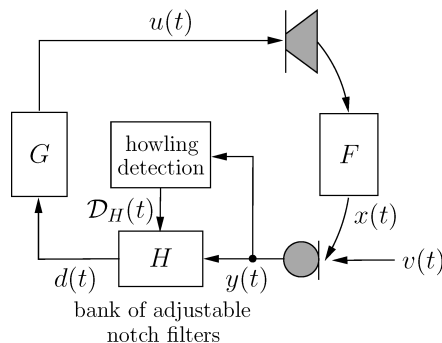 u(t)
G
howling
detection
F
𝒟_H(t)
x(t)
H
v(t)
d(t)
y(t)
bank of adjustable
notch filters